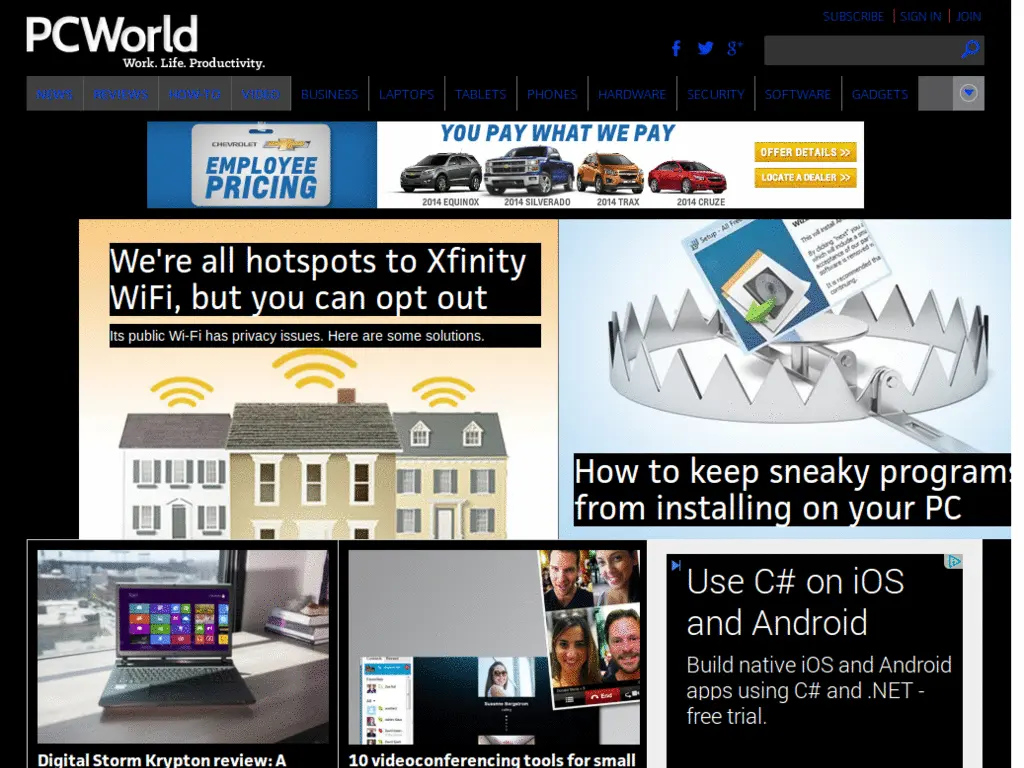 SUBSCRIBE SIGN IN JOIN
PCWorld
Work. Life. Productivity.
NEWS REVIEWS HOW-TO VIDEO BUSINESS LAPTOPS TABLETS PHONES HARDWARE SECURITY SOFTWARE GADGETS
CHEVROLET
EMPLOYEE
PRICING
YOU PAY WHAT WE PAY
2014 EQUINOX 2014 SILVERADO 2014 TRAX 2014 CRUZE
OFFER DETAILS >>
LOCATE A DEALER >>
We're all hotspots to Xfinity
WiFi, but you can opt out
Its public Wi-Fi has privacy issues. Here are some solutions.
How to keep sneaky programs
from installing on your PC
Digital Storm Krypton review: A
10 videoconferencing tools for small
End
Use C# on iOS
and Android
Build native iOS and Android
apps using C# and .NET -
free trial.